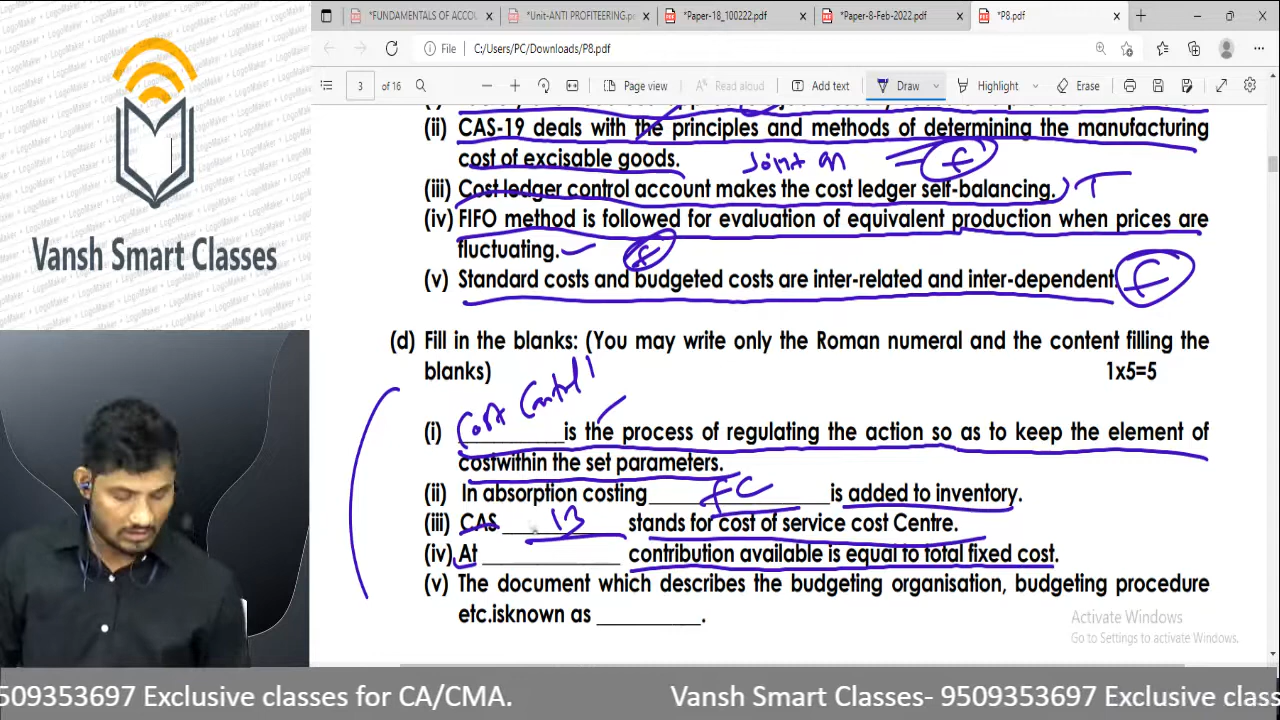 *FUNDAMENTALS OF ACCOU
*Unit-ANTI PROFITEERING.p
*Paper-18_100222.pdf
*Paper-8-Feb-2022.pdf
*P8.pdf
File
C:/Users/PC/Downloads/P8.pdf
3 of 16
Page view
Read aloud
Add text
Draw
Highlight
Erase
(ii) CAS-19 deals with the principles and methods of determining the manufacturing
cost of excisable goods. Joint on = f
(iii) Cost ledger control account makes the cost ledger self-balancing. T
(iv) FIFO method is followed for evaluation of equivalent production when prices are
fluctuating. f
(v) Standard costs and budgeted costs are inter-related and inter-dependent. f
(d) Fill in the blanks: (You may write only the Roman numeral and the content filling the
blanks) 1x5=5
Cost Control
(i) __________is the process of regulating the action so as to keep the element of
costwithin the set parameters.
(ii) In absorption costing________ FC ________is added to inventory.
(iii) CAS ____ 13 ____ stands for cost of service cost Centre.
(iv) At _____________ contribution available is equal to total fixed cost.
(v) The document which describes the budgeting organisation, budgeting procedure
etc.isknown as __________.
Activate Windows
Go to Settings to activate Windows.
LogoMaker
Vansh Smart Classes
509353697 Exclusive classes for CA/CMA. Vansh Smart Classes- 9509353697 Exclusive class